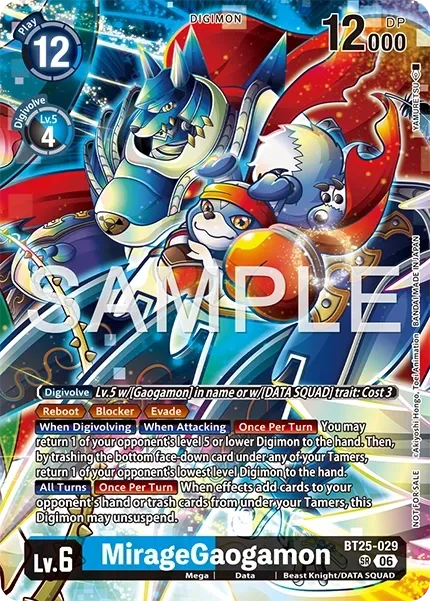 Play
12
DIGIMON
DP
12000
Digivolve
Lv.5
4
YAMURETSU
SAMPLE
©Akiyoshi Hongo, Toei Animation BANDAI MADE IN JAPAN
NOT FOR SALE
Digivolve Lv.5 w/[Gaogamon] in name or w/[DATA SQUAD] trait: Cost 3
Reboot Blocker Evade
When Digivolving When Attacking Once Per Turn You may
return 1 of your opponent's level 5 or lower Digimon to the hand. Then,
by trashing the bottom face-down card under any of your Tamers,
return 1 of your opponent's lowest level Digimon to the hand.
All Turns Once Per Turn When effects add cards to your
opponent's hand or trash cards from under your Tamers, this
Digimon may unsuspend.
Lv.6
MirageGaogamon
BT25-029
SR 06
Mega Data Beast Knight/DATA SQUAD